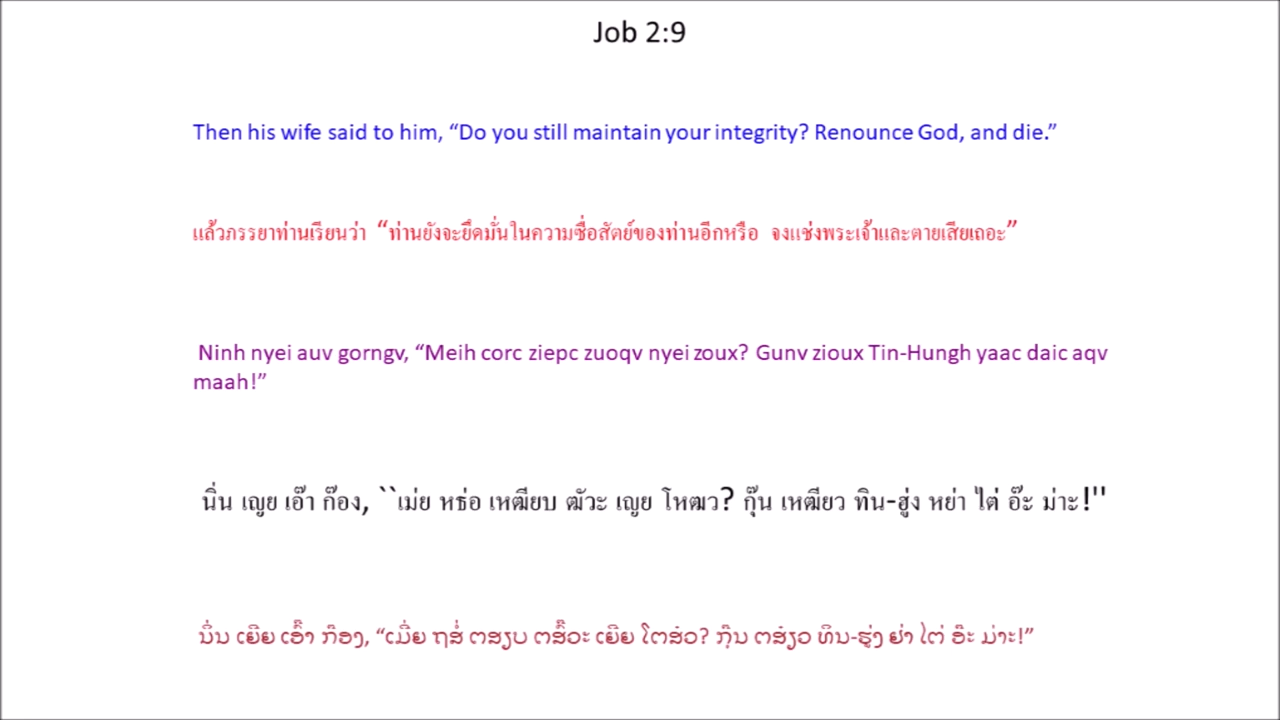 Job 2:9
Then his wife said to him, “Do you still maintain your integrity? Renounce God, and die.”
แล้วภรรยาท่านเรียนว่า “ท่านยังจะยึดมั่นในความซื่อสัตย์ของท่านอีกหรือ จงแช่งพระเจ้าและตายเสียเถอะ”
Ninh nyei auv gorngv, “Meih corc ziepc zuoqv nyei zoux? Gunv zioux Tin-Hungh yaac daic aqv
maah!”
นิ่น เญย เอ๊า ก๊อง, ``เม่ย หธ่อ เหฒียบ ฒัวะ เญย โหฒว? กุ๊น เหฒียว ทิน-ฮู่ง หย่า ไต่ อ๊ะ ม่าะ!''
ນິ່ນ ເຍີຍ ເອົ໊າ ກ໊ອງ, “ເມີ່ຍ ຖສໍ່ ຕສຽບ ຕສົ໊ວະ ເຍີຍ ໂຕສ໋ວ? ກຸ໊ນ ຕສ໋ຽວ ທິນ-ຮູ່ງ ຢ່າ ໄຕ່ ອ໊ະ ມ່າະ!”